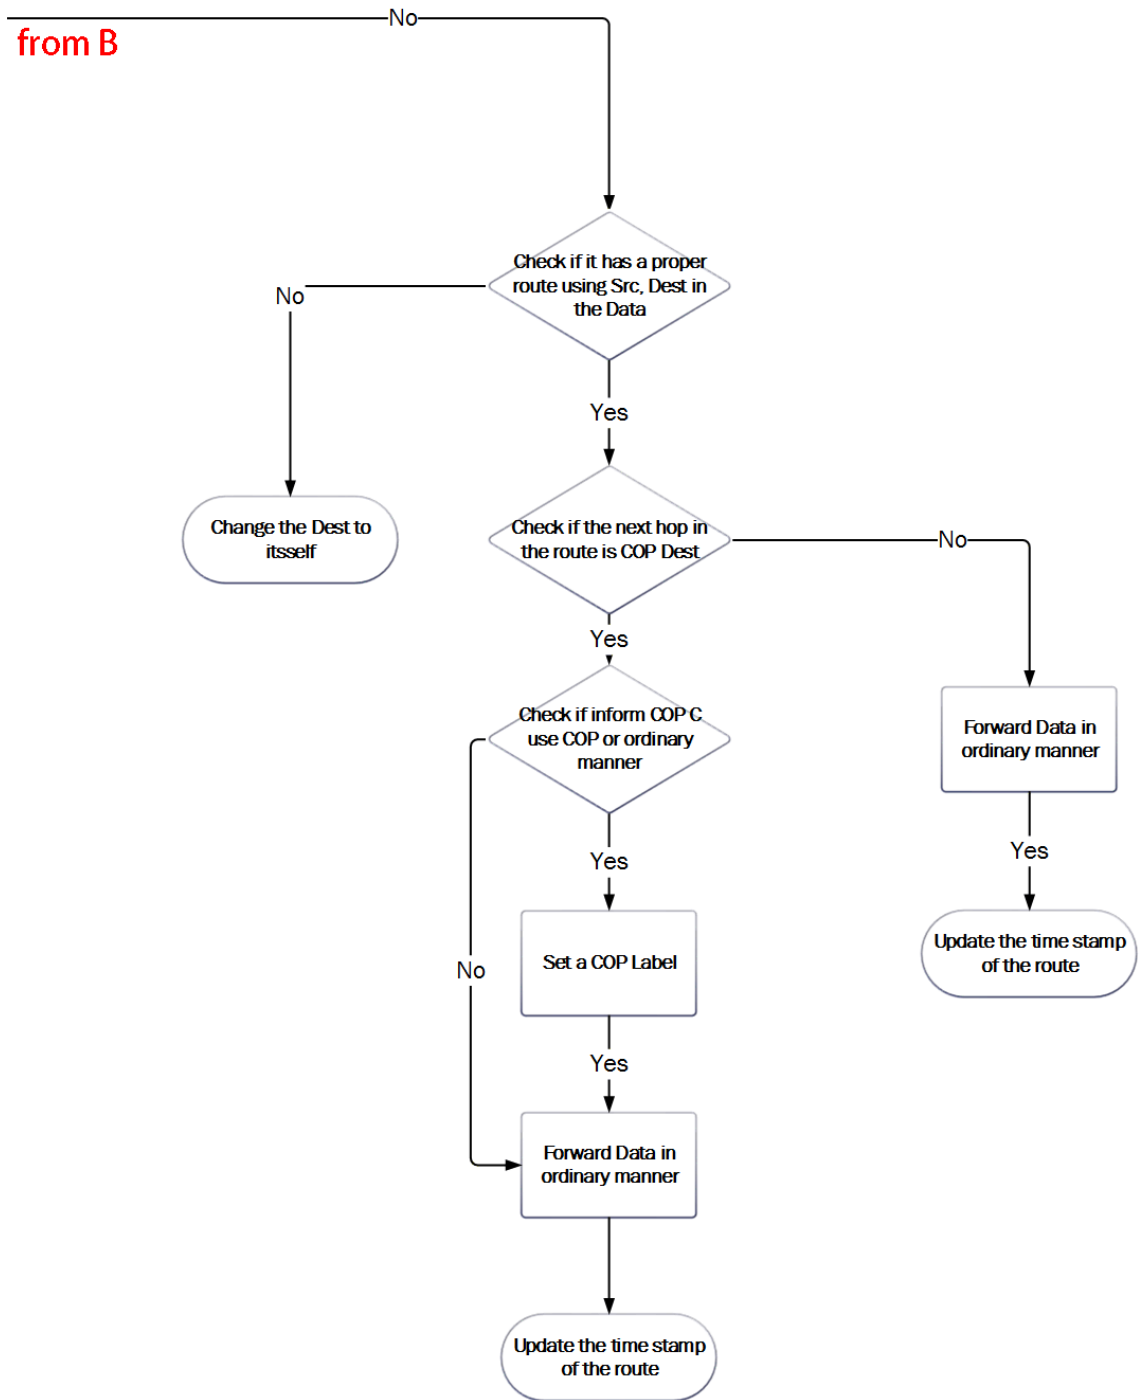 No
from B
Check if it has a proper
route using Src, Dest in
the Data
No
Yes
Change the Dest to
itsself
Check if the next hop in
the route is COP Dest
No
Yes
Check if inform COP C
use COP or ordinary
manner
Forward Data in
ordinary manner
Yes
Yes
Update the time stamp
of the route
Set a COP Label
No
Yes
Forward Data in
ordinary manner
Update the time stamp
of the route